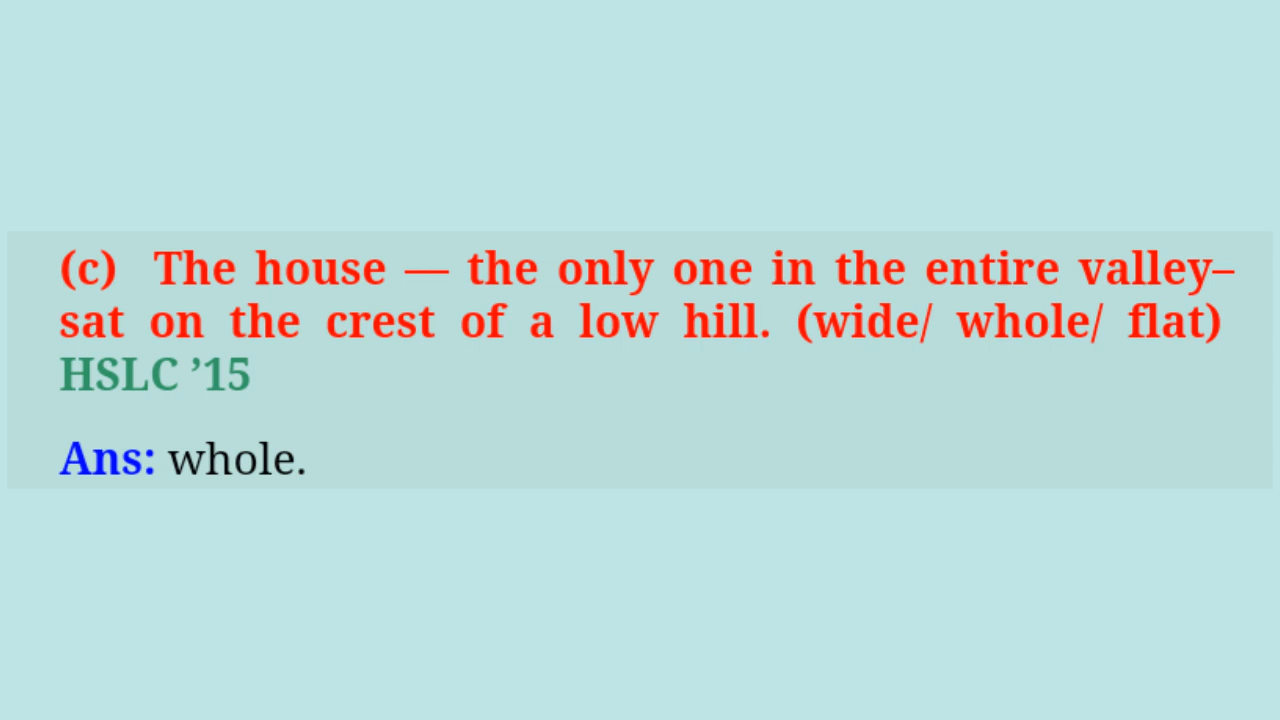 (c) The house — the only one in the entire valley–
sat on the crest of a low hill. (wide/ whole/ flat)
HSLC ’15
Ans: whole.